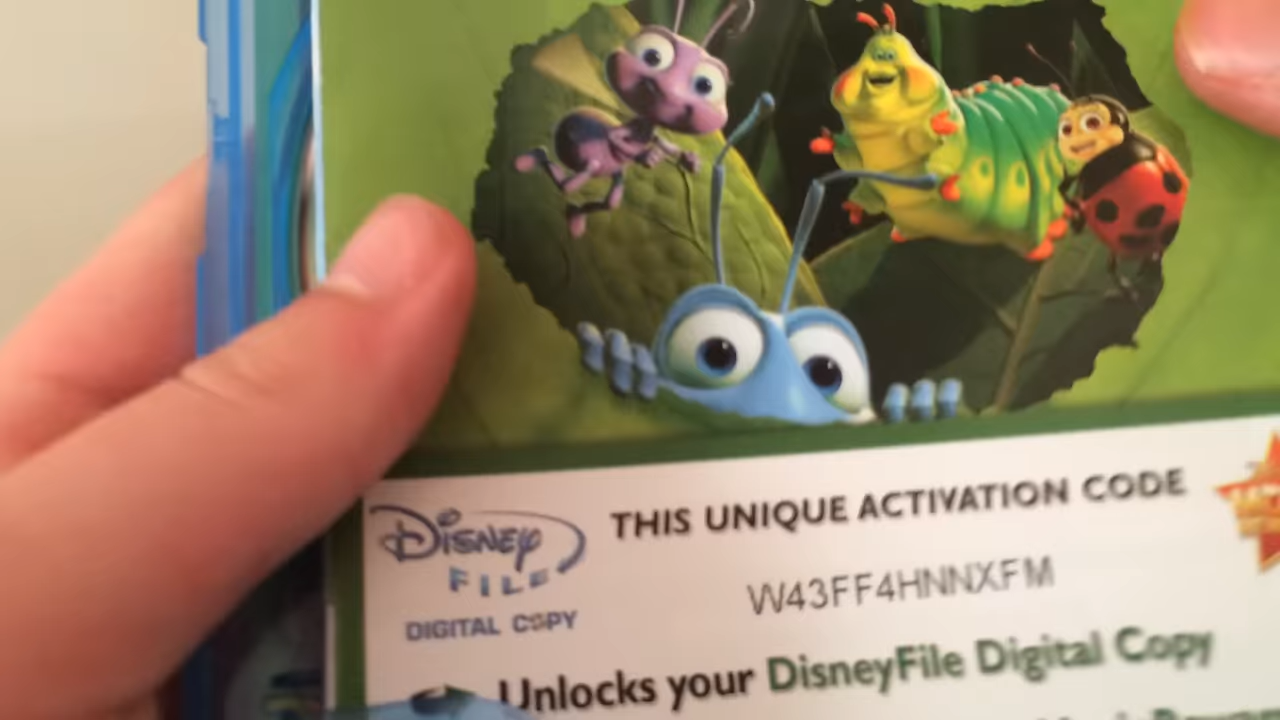 Disney
FILE
DIGITAL COPY
THIS UNIQUE ACTIVATION CODE
W43FF4HNNXFM
Unlocks your DisneyFile Digital Copy